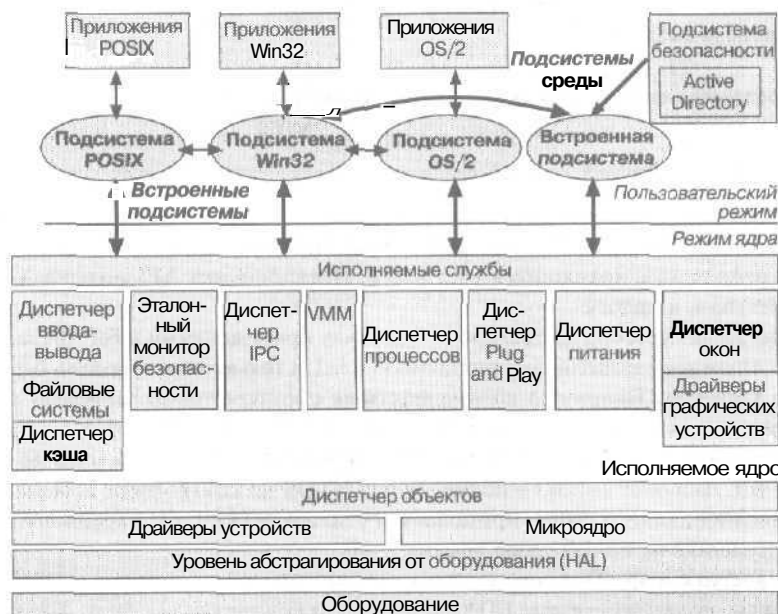 Приложения
POSIX
Приложения
Win32
Приложения
OS/2
Подсистемы
среды
Подсистема
безопасности
Active
Directory
Подсистема
POSIX
Подсистема
Win32
Подсистема
OS/2
Встроенная
подсистема
Встроенные
подсистемы
Пользовательский
режим
Режим ядра
Исполняемые службы
Диспетчер
ввода-
вывода
Файловые
системы
Диспетчер
кэша
Эталон-
ный
монитор
безопас-
ности
Диспет-
чер
IPC
VMM
Диспетчер
процессов
Дис-
петчер
Plug
and Play
Диспетчер
питания
Диспетчер
окон
Драйверы
графических
устройств
Исполняемое ядро
Диспетчер объектов
Драйверы устройств
Микроядро
Уровень абстрагирования от оборудования (HAL)
Оборудование